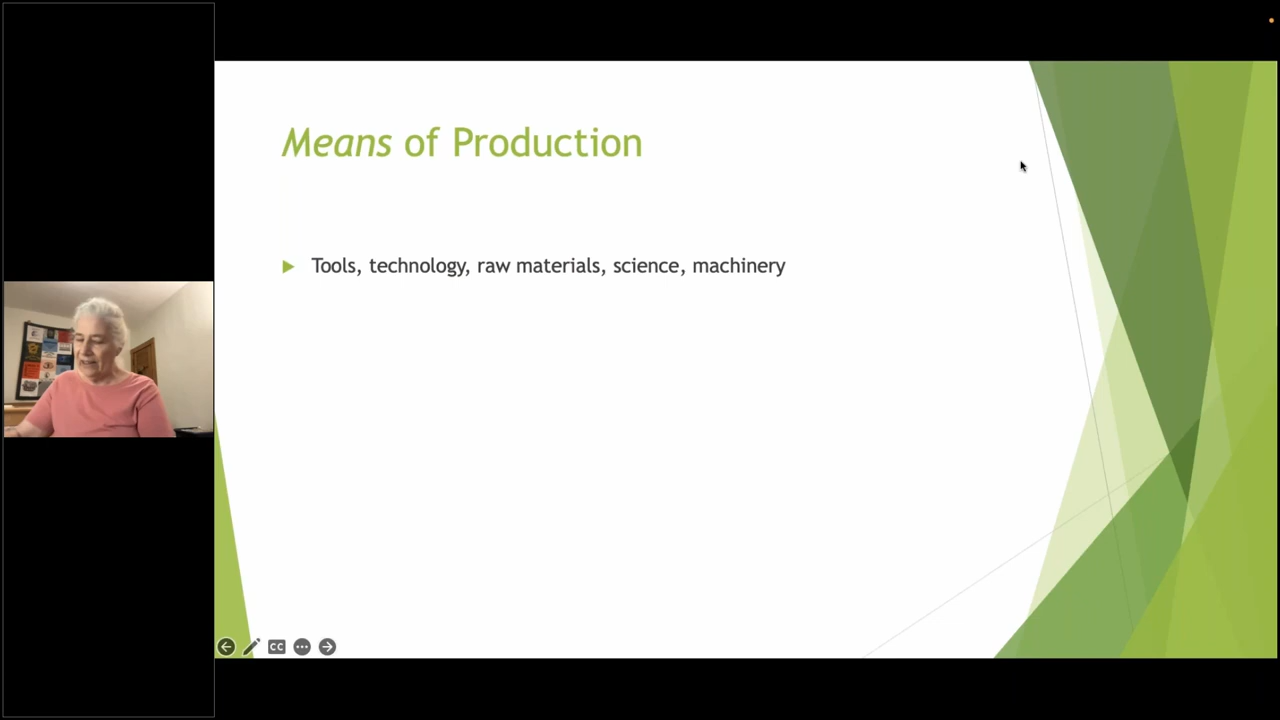 Means of Production
Tools, technology, raw materials, science, machinery
CC